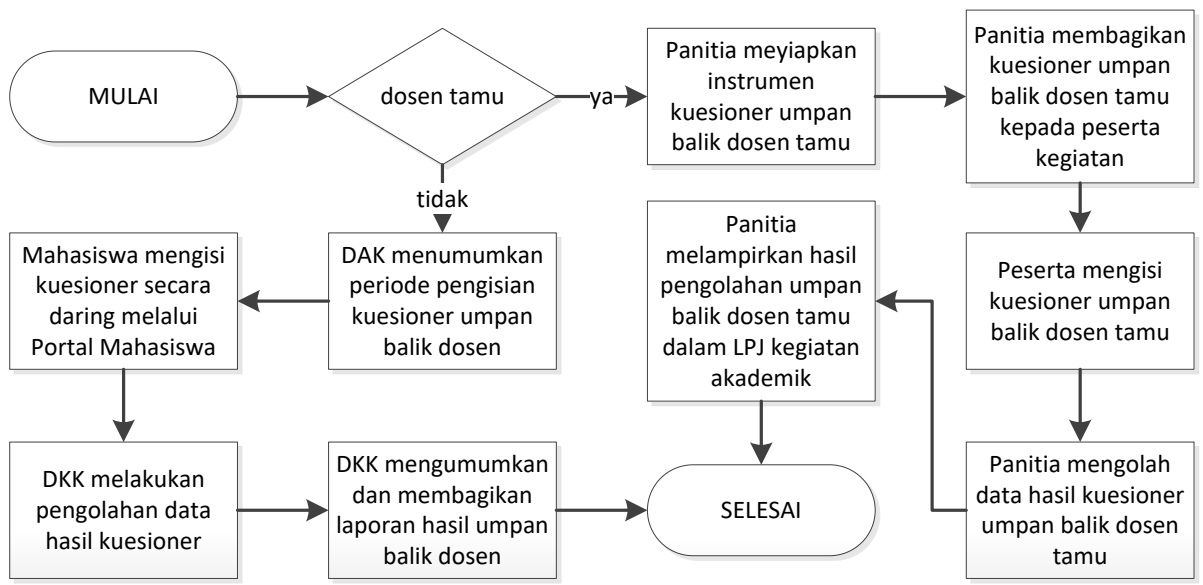 MULAI
dosen tamu
ya
tidak
Panitia meyiapkan
instrumen
kuesioner umpan
balik dosen tamu
Panitia membagikan
kuesioner umpan
balik dosen tamu
kepada peserta
kegiatan
Mahasiswa mengisi
kuesioner secara
daring melalui
Portal Mahasiswa
DAK menumumkan
periode pengisian
kuesioner umpan
balik dosen
Panitia
melampirkan hasil
pengolahan umpan
balik dosen tamu
dalam LPJ kegiatan
akademik
Peserta mengisi
kuesioner umpan
balik dosen tamu
DKK melakukan
pengolahan data
hasil kuesioner
DKK mengumumkan
dan membagikan
laporan hasil umpan
balik dosen
SELESAI
Panitia mengolah
data hasil kuesioner
umpan balik dosen
tamu